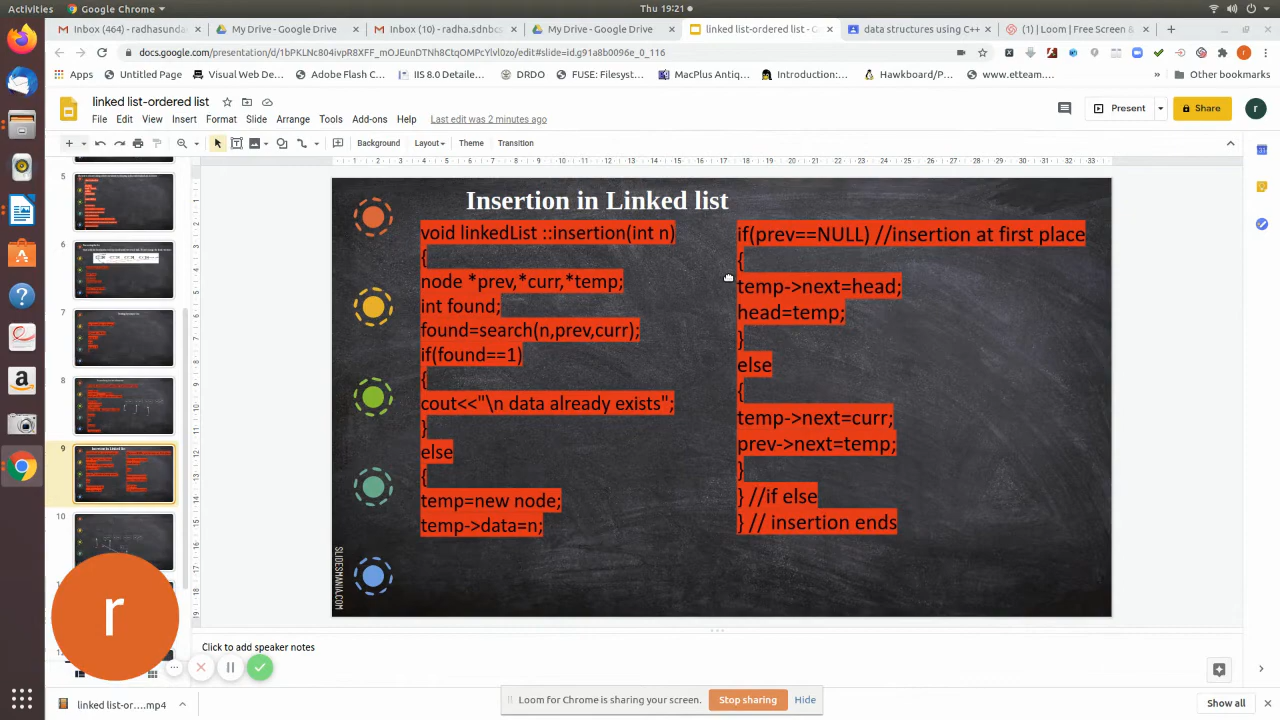 Activities
Google Chrome
Thu 19:21
Inbox (464) - radhasundar
My Drive - Google Drive
Inbox (10) - radha.sdnbcs
My Drive - Google Drive
linked list-ordered list - G
data structures using C++
Loom | Free Screen &
docs.google.com/presentation/d/1bPKLNc804ivpR8XFF_mOJEunDTNh8CtqOMPcYlvl0zo/edit#slide=id.g91a8b0096e_0_116
Apps
Untitled Page
Visual Web De...
Adobe Flash C...
IIS 8.0 Detaile...
DRDO
FUSE: Filesyst...
MacPlus Antiq...
Introduction:...
Hawkboard/P...
www.etteam.c...
Other bookmarks
linked list-ordered list
File Edit View Insert Format Slide Arrange Tools Add-ons Help
Last edit was 2 minutes ago
Present
Share
r
Background
Layout
Theme
Transition
5
6
7
8
9
10
Insertion in Linked list
void linkedList ::insertion(int n)
{
node *prev,*curr,*temp;
int found;
found=search(n,prev,curr);
if(found==1)
{
cout<<"\n data already exists";
}
else
{
temp=new node;
temp->data=n;
if(prev==NULL) //insertion at first place
{
temp->next=head;
head=temp;
}
else
{
temp->next=curr;
prev->next=temp;
}
} //if else
} // insertion ends
SLIDESMANIA.COM
r
Click to add speaker notes
Loom for Chrome is sharing your screen.
Stop sharing
Hide
linked list-or....mp4
Show all